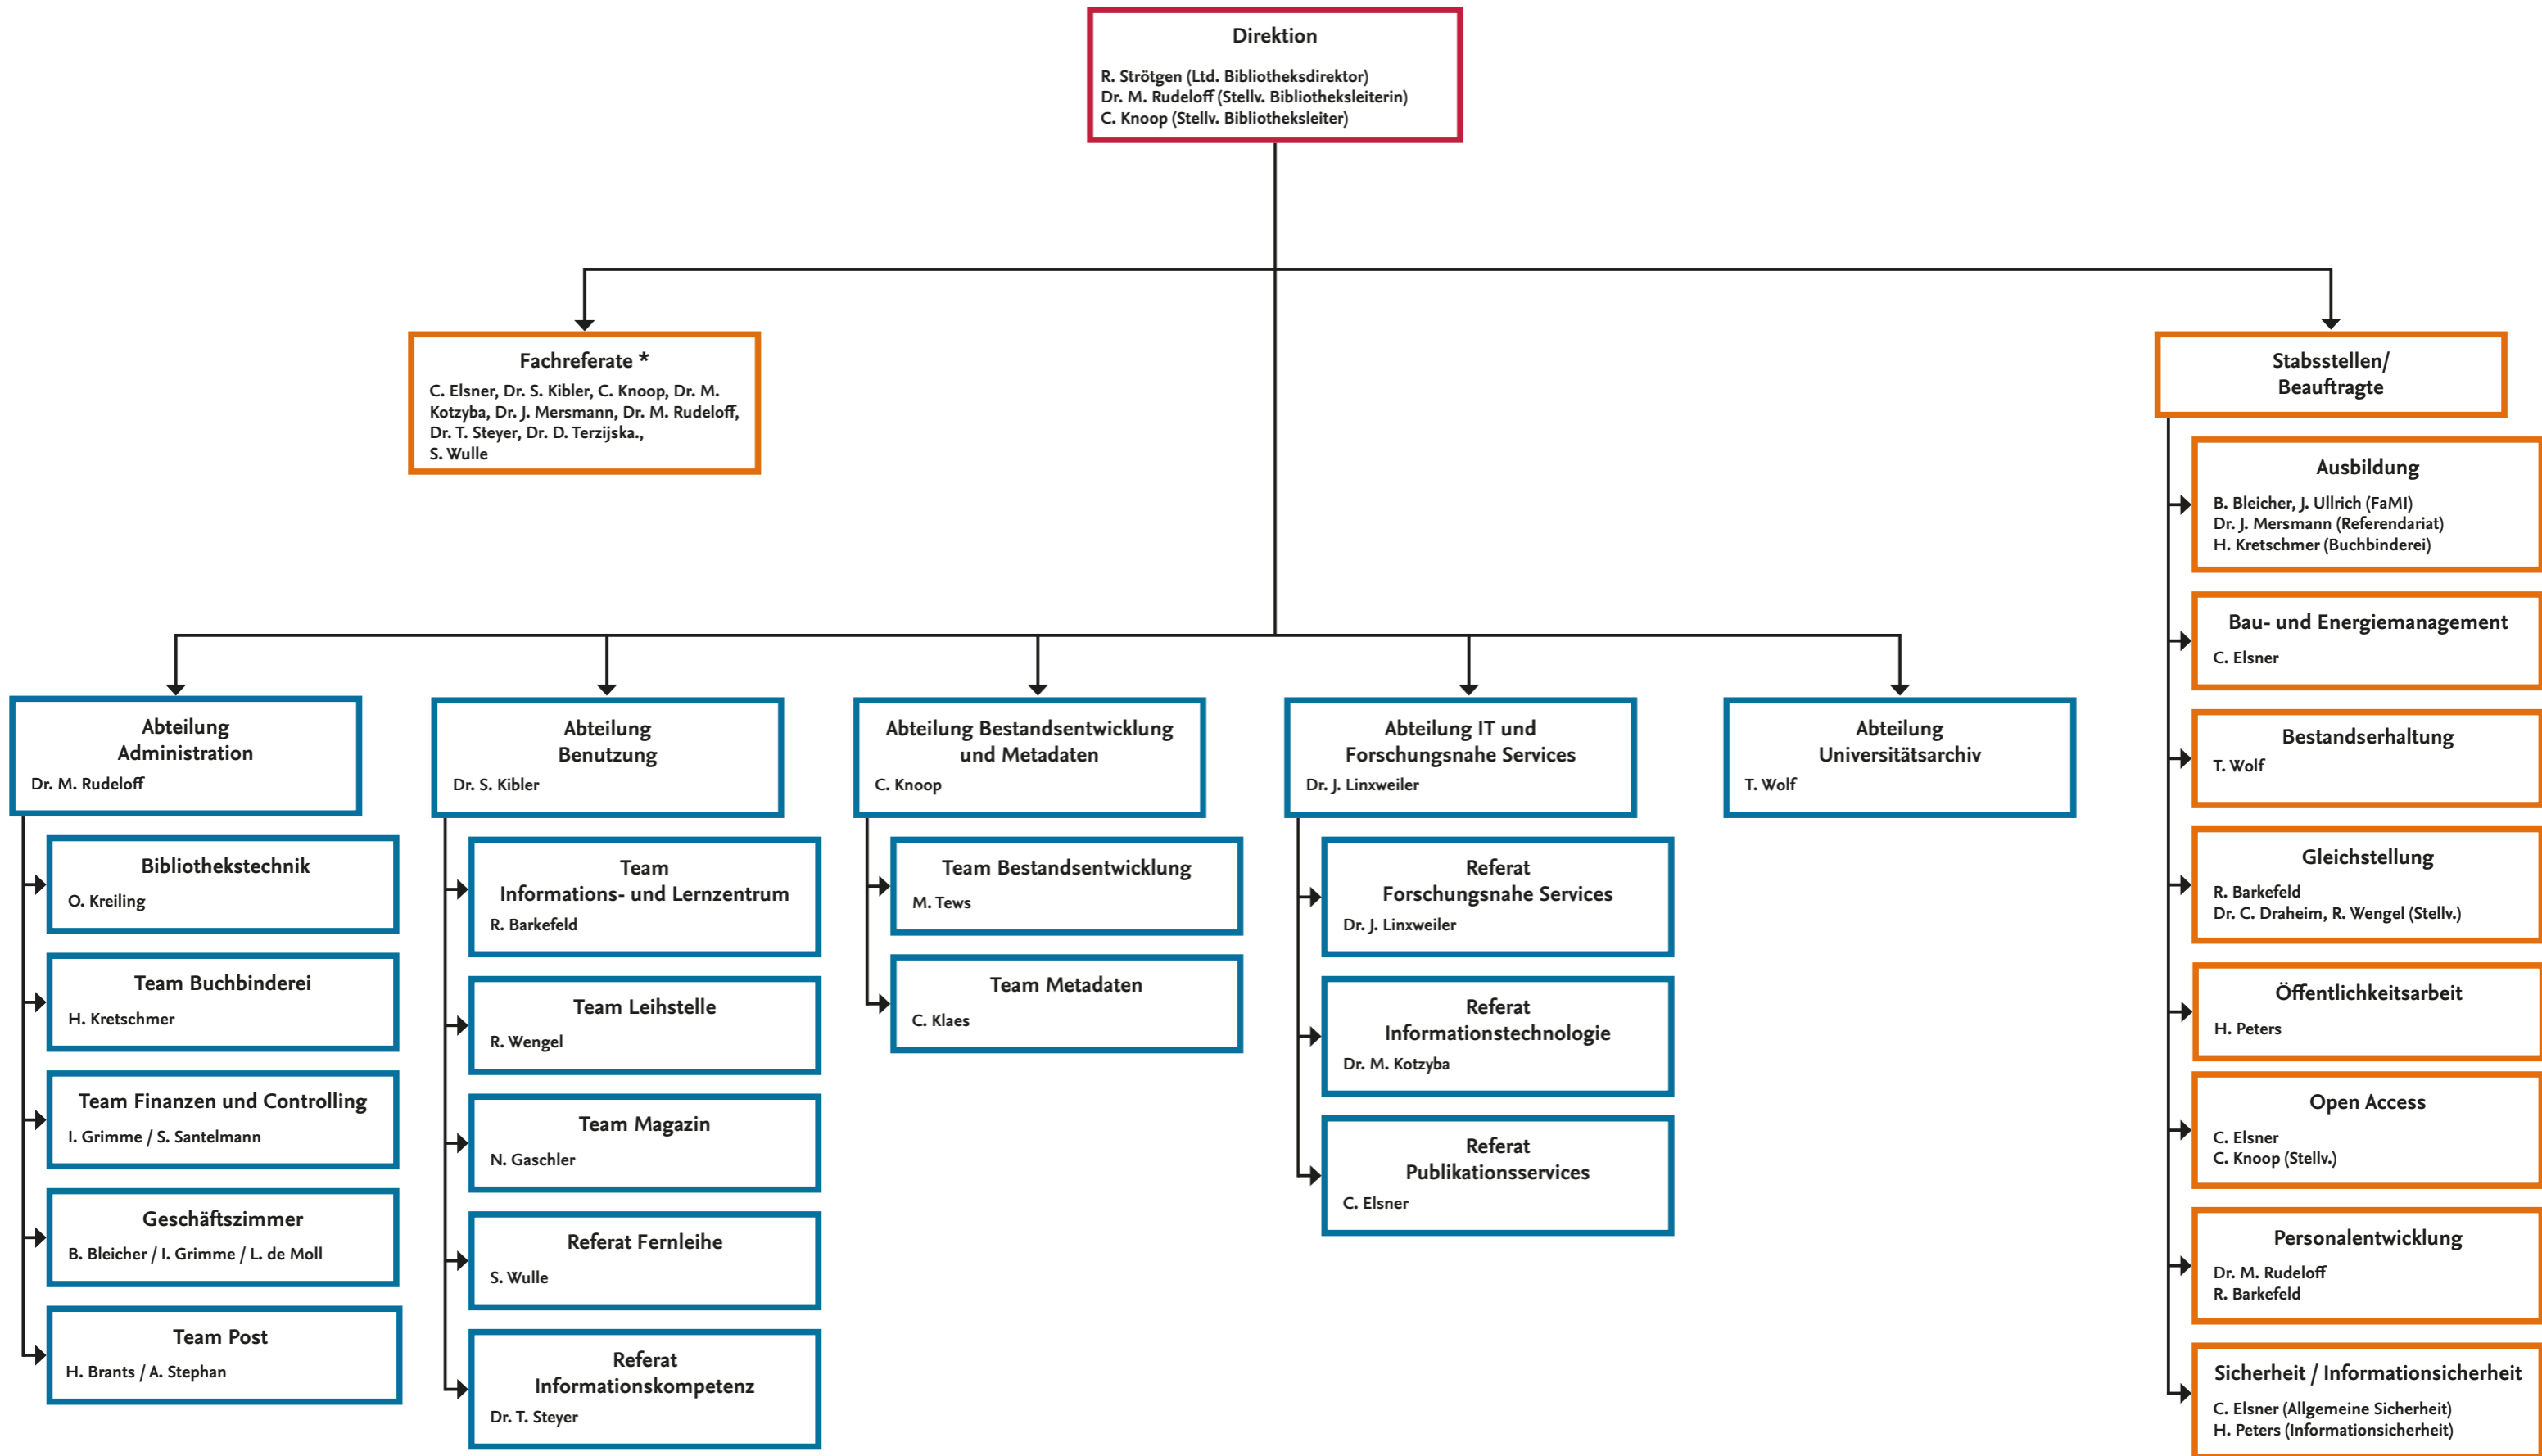 Direktion
R. Strötgen (Ltd. Bibliotheksdirektor)
Dr. M. Rudeloff (Stellv. Bibliotheksleiterin)
C. Knoop (Stellv. Bibliotheksleiter)
Fachreferate *
C. Elsner, Dr. S. Kibler, C. Knoop, Dr. M.
Kotzyba, Dr. J. Mersmann, Dr. M. Rudeloff,
Dr. T. Steyer, Dr. D. Terzijska.,
S. Wulle
Stabsstellen/
Beauftragte
Ausbildung
B. Bleicher, J. Ullrich (FaMI)
Dr. J. Mersmann (Referendariat)
H. Kretschmer (Buchbinderei)
Bau- und Energiemanagement
C. Elsner
Bestandserhaltung
T. Wolf
Gleichstellung
R. Barkefeld
Dr. C. Draheim, R. Wengel (Stellv.)
Öffentlichkeitsarbeit
H. Peters
Open Access
C. Elsner
C. Knoop (Stellv.)
Personalentwicklung
Dr. M. Rudeloff
R. Barkefeld
Sicherheit / Informationsicherheit
C. Elsner (Allgemeine Sicherheit)
H. Peters (Informationsicherheit)
Abteilung
Administration
Dr. M. Rudeloff
Bibliothekstechnik
O. Kreiling
Team Buchbinderei
H. Kretschmer
Team Finanzen und Controlling
I. Grimme / S. Santelmann
Geschäftszimmer
B. Bleicher / I. Grimme / L. de Moll
Team Post
H. Brants / A. Stephan
Abteilung
Benutzung
Dr. S. Kibler
Team
Informations- und Lernzentrum
R. Barkefeld
Team Leihstelle
R. Wengel
Team Magazin
N. Gaschler
Referat Fernleihe
S. Wulle
Referat
Informationskompetenz
Dr. T. Steyer
Abteilung Bestandsentwicklung
und Metadaten
C. Knoop
Team Bestandsentwicklung
M. Tews
Team Metadaten
C. Klaes
Abteilung IT und
Forschungsnahe Services
Dr. J. Linxweiler
Referat
Forschungsnahe Services
Dr. J. Linxweiler
Referat
Informationstechnologie
Dr. M. Kotzyba
Referat
Publikationsservices
C. Elsner
Abteilung
Universitätsarchiv
T. Wolf